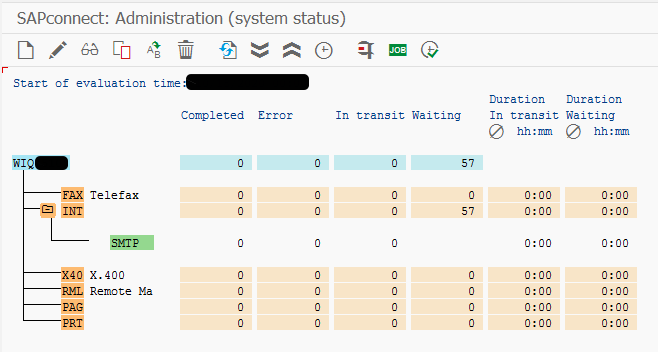 SAPconnect: Administration (system status)
A B JOB
Start of evaluation time:
Duration Duration
Completed Error In transit Waiting In transit Waiting
hh:mm hh:mm
WIQ 0 0 0 57
FAX Telefax 0 0 0 0 0:00 0:00
INT 0 0 0 57 0:00 0:00
SMTP 0 0 0 0:00 0:00
X40 X.400 0 0 0 0 0:00 0:00
RML Remote Ma 0 0 0 0 0:00 0:00
PAG 0 0 0 0 0:00 0:00
PRT 0 0 0 0 0:00 0:00